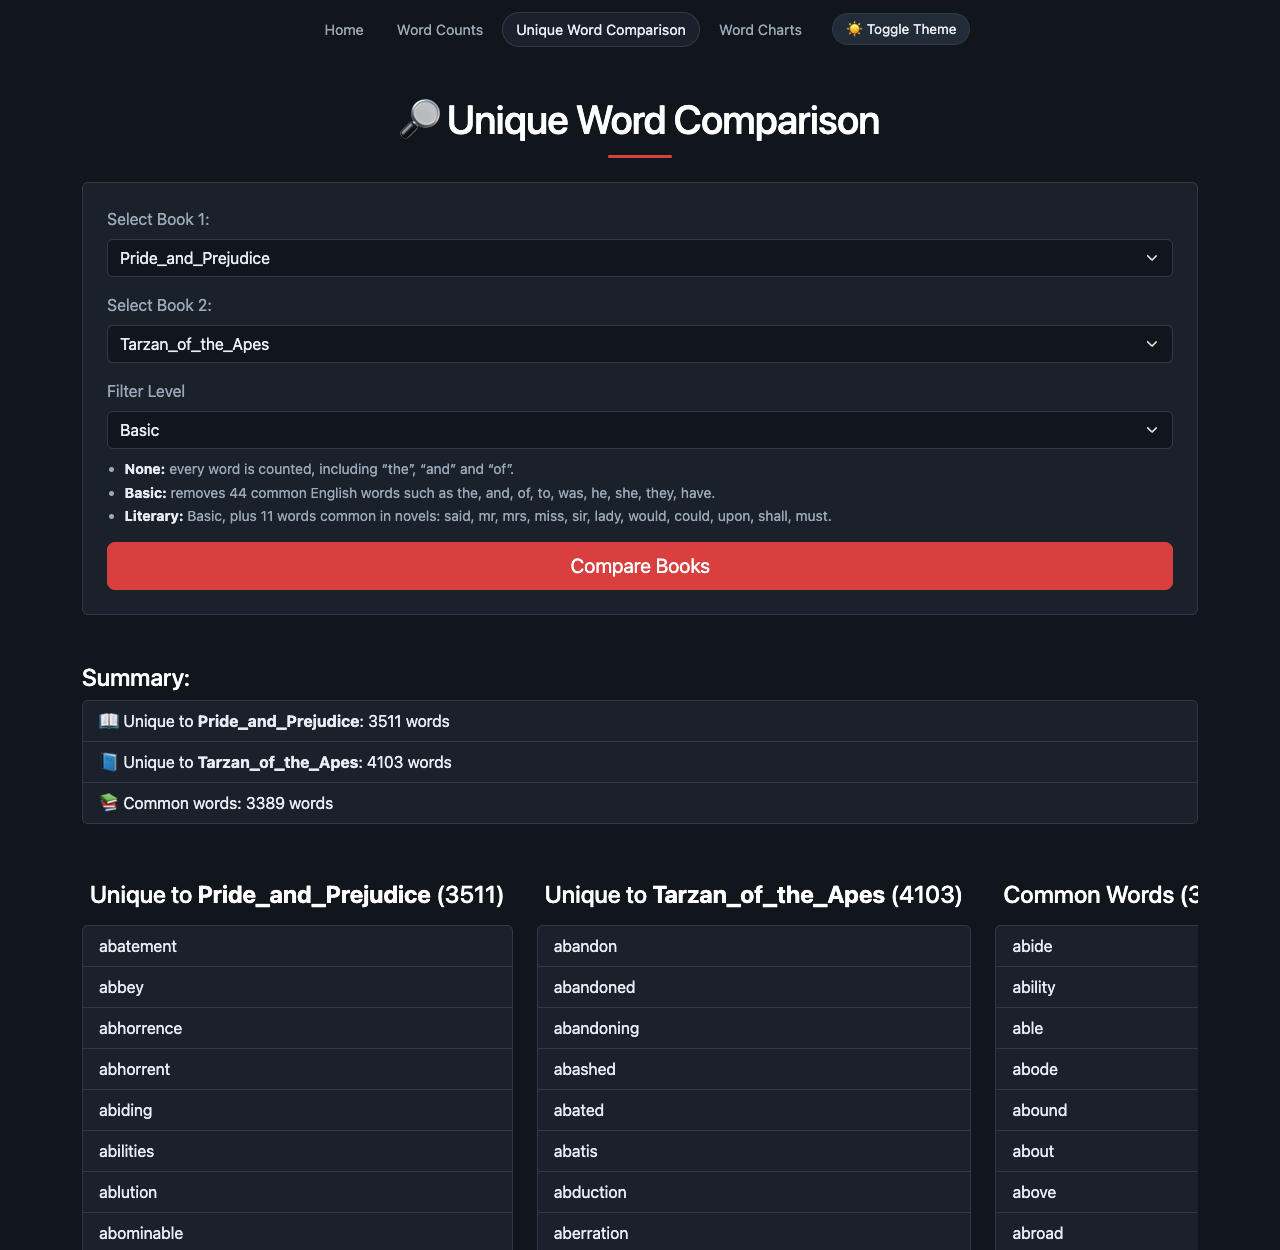 Home
Word Counts
Unique Word Comparison
Word Charts
Toggle Theme
Unique Word Comparison
Select Book 1:
Pride_and_Prejudice
Select Book 2:
Tarzan_of_the_Apes
Filter Level
Basic
None: every word is counted, including “the”, “and” and “of”.
Basic: removes 44 common English words such as the, and, of, to, was, he, she, they, have.
Literary: Basic, plus 11 words common in novels: said, mr, mrs, miss, sir, lady, would, could, upon, shall, must.
Compare Books
Summary:
Unique to Pride_and_Prejudice: 3511 words
Unique to Tarzan_of_the_Apes: 4103 words
Common words: 3389 words
Unique to Pride_and_Prejudice (3511)
abatement
abbey
abhorrence
abhorrent
abiding
abilities
ablution
abominable
Unique to Tarzan_of_the_Apes (4103)
abandon
abandoned
abandoning
abashed
abated
abatis
abduction
aberration
Common Words (3
abide
ability
able
abode
abound
about
above
abroad